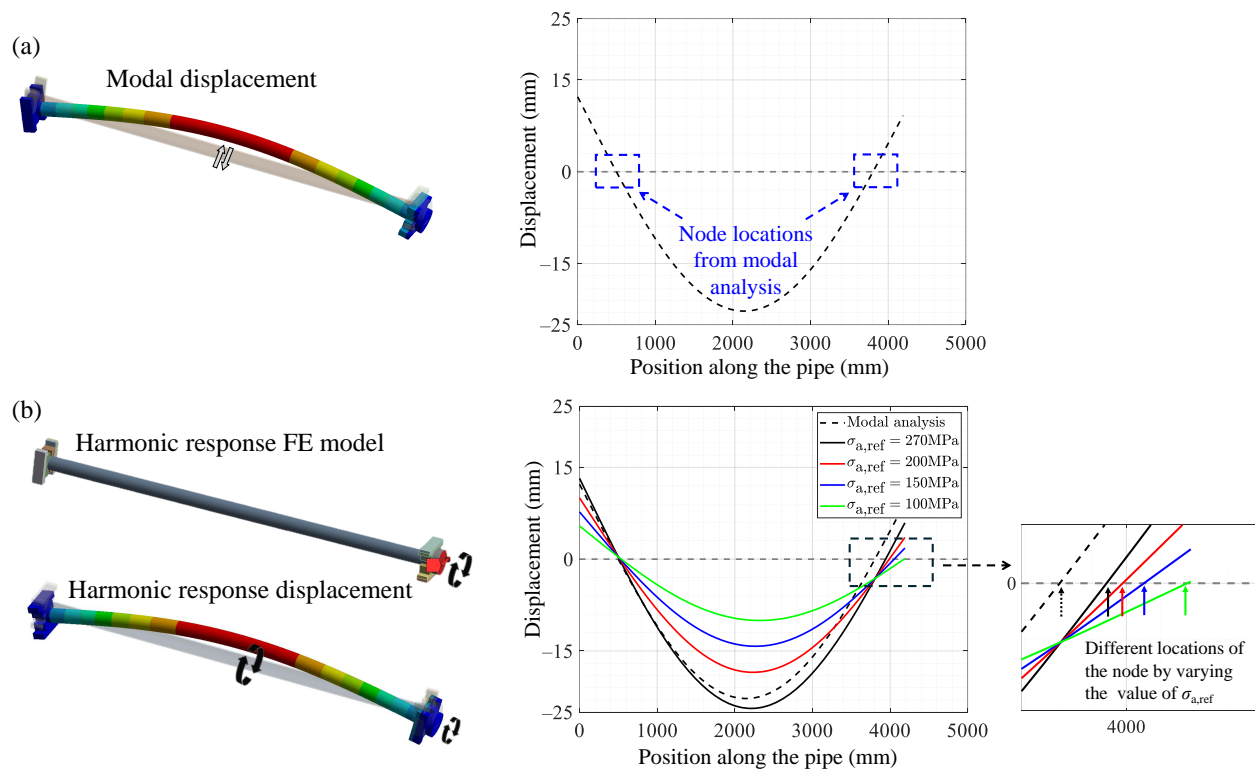 (a)
Modal displacement
Displacement (mm)
25
15
0
−15
−25
0 1000 2000 3000 4000 5000
Position along the pipe (mm)
Node locations
from modal
analysis
(b)
Harmonic response FE model
Harmonic response displacement
Displacement (mm)
25
15
0
−15
−25
0 1000 2000 3000 4000 5000
Position along the pipe (mm)
Modal analysis
σa,ref = 270MPa
σa,ref = 200MPa
σa,ref = 150MPa
σa,ref = 100MPa
0
Different locations of
the node by varying
the value of σa,ref
4000